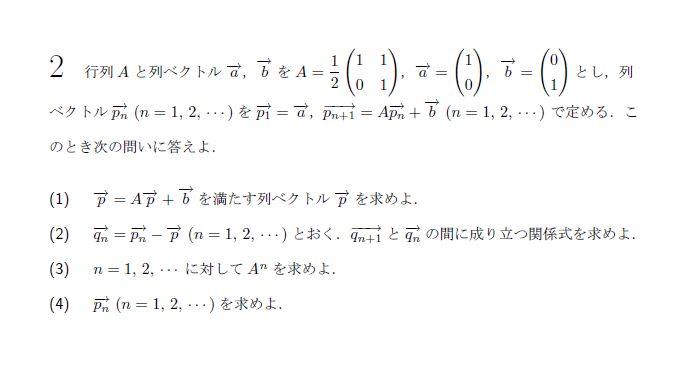 2 行列 A と列ベクトル \overrightarrow{a}, \overrightarrow{b} を A = \frac{1}{2}\begin{pmatrix} 1 & 1 \\ 0 & 1 \end{pmatrix}, \overrightarrow{a} = \begin{pmatrix} 1 \\ 0 \end{pmatrix}, \overrightarrow{b} = \begin{pmatrix} 0 \\ 1 \end{pmatrix} とし，列
ベクトル \overrightarrow{p_n} (n = 1, 2, \cdots) を \overrightarrow{p_1} = \overrightarrow{a}, \overrightarrow{p_{n+1}} = A\overrightarrow{p_n} + \overrightarrow{b} (n = 1, 2, \cdots) で定める．こ
のとき次の問いに答えよ．
(1) \overrightarrow{p} = A\overrightarrow{p} + \overrightarrow{b} を満たす列ベクトル \overrightarrow{p} を求めよ．
(2) \overrightarrow{q_n} = \overrightarrow{p_n} − \overrightarrow{p} (n = 1, 2, \cdots) とおく．\overrightarrow{q_{n+1}} と \overrightarrow{q_n} の間に成り立つ関係式を求めよ．
(3) n = 1, 2, \cdots に対して A^n を求めよ．
(4) \overrightarrow{p_n} (n = 1, 2, \cdots) を求めよ．